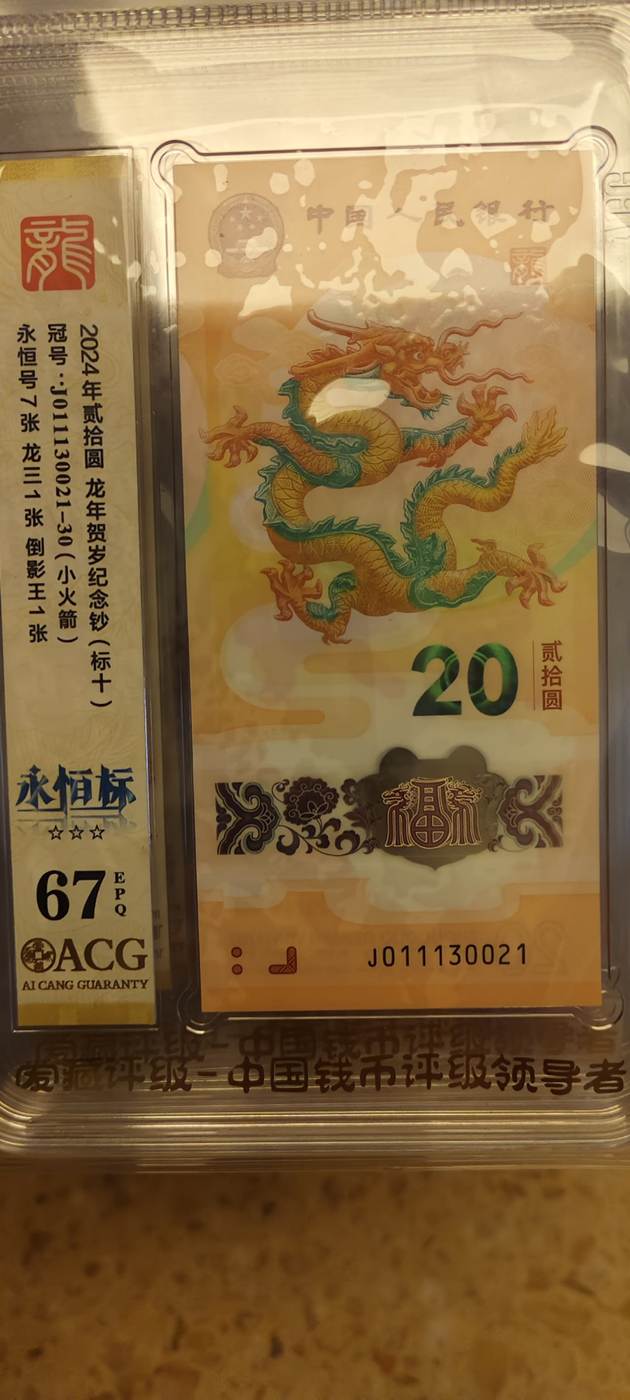 龍
2024年贰拾圆 龙年贺岁纪念钞(标十)
冠号:J011130021-30(小火箭)
永恒号7张 龙三1张 倒影王1张
永恒标
☆☆☆
67
EPQ
ACG
AI CANG GUARANTY
中国人民银行
20
贰拾圆
福
J011130021
爱藏评级-中国钱币评级领导者